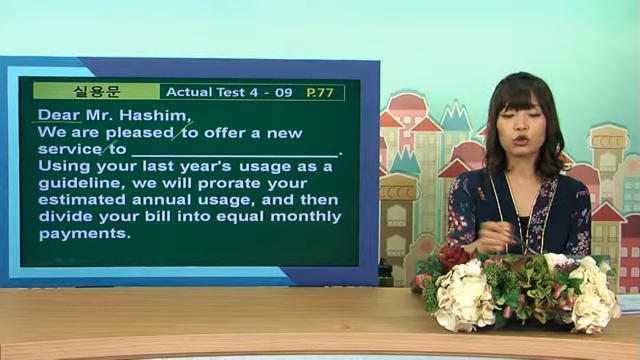 실용문 Actual Test 4 - 09 P.77
Dear Mr. Hashim,
We are pleased to offer a new
service to ____________________.
Using your last year's usage as a
guideline, we will prorate your
estimated annual usage, and then
divide your bill into equal monthly
payments.